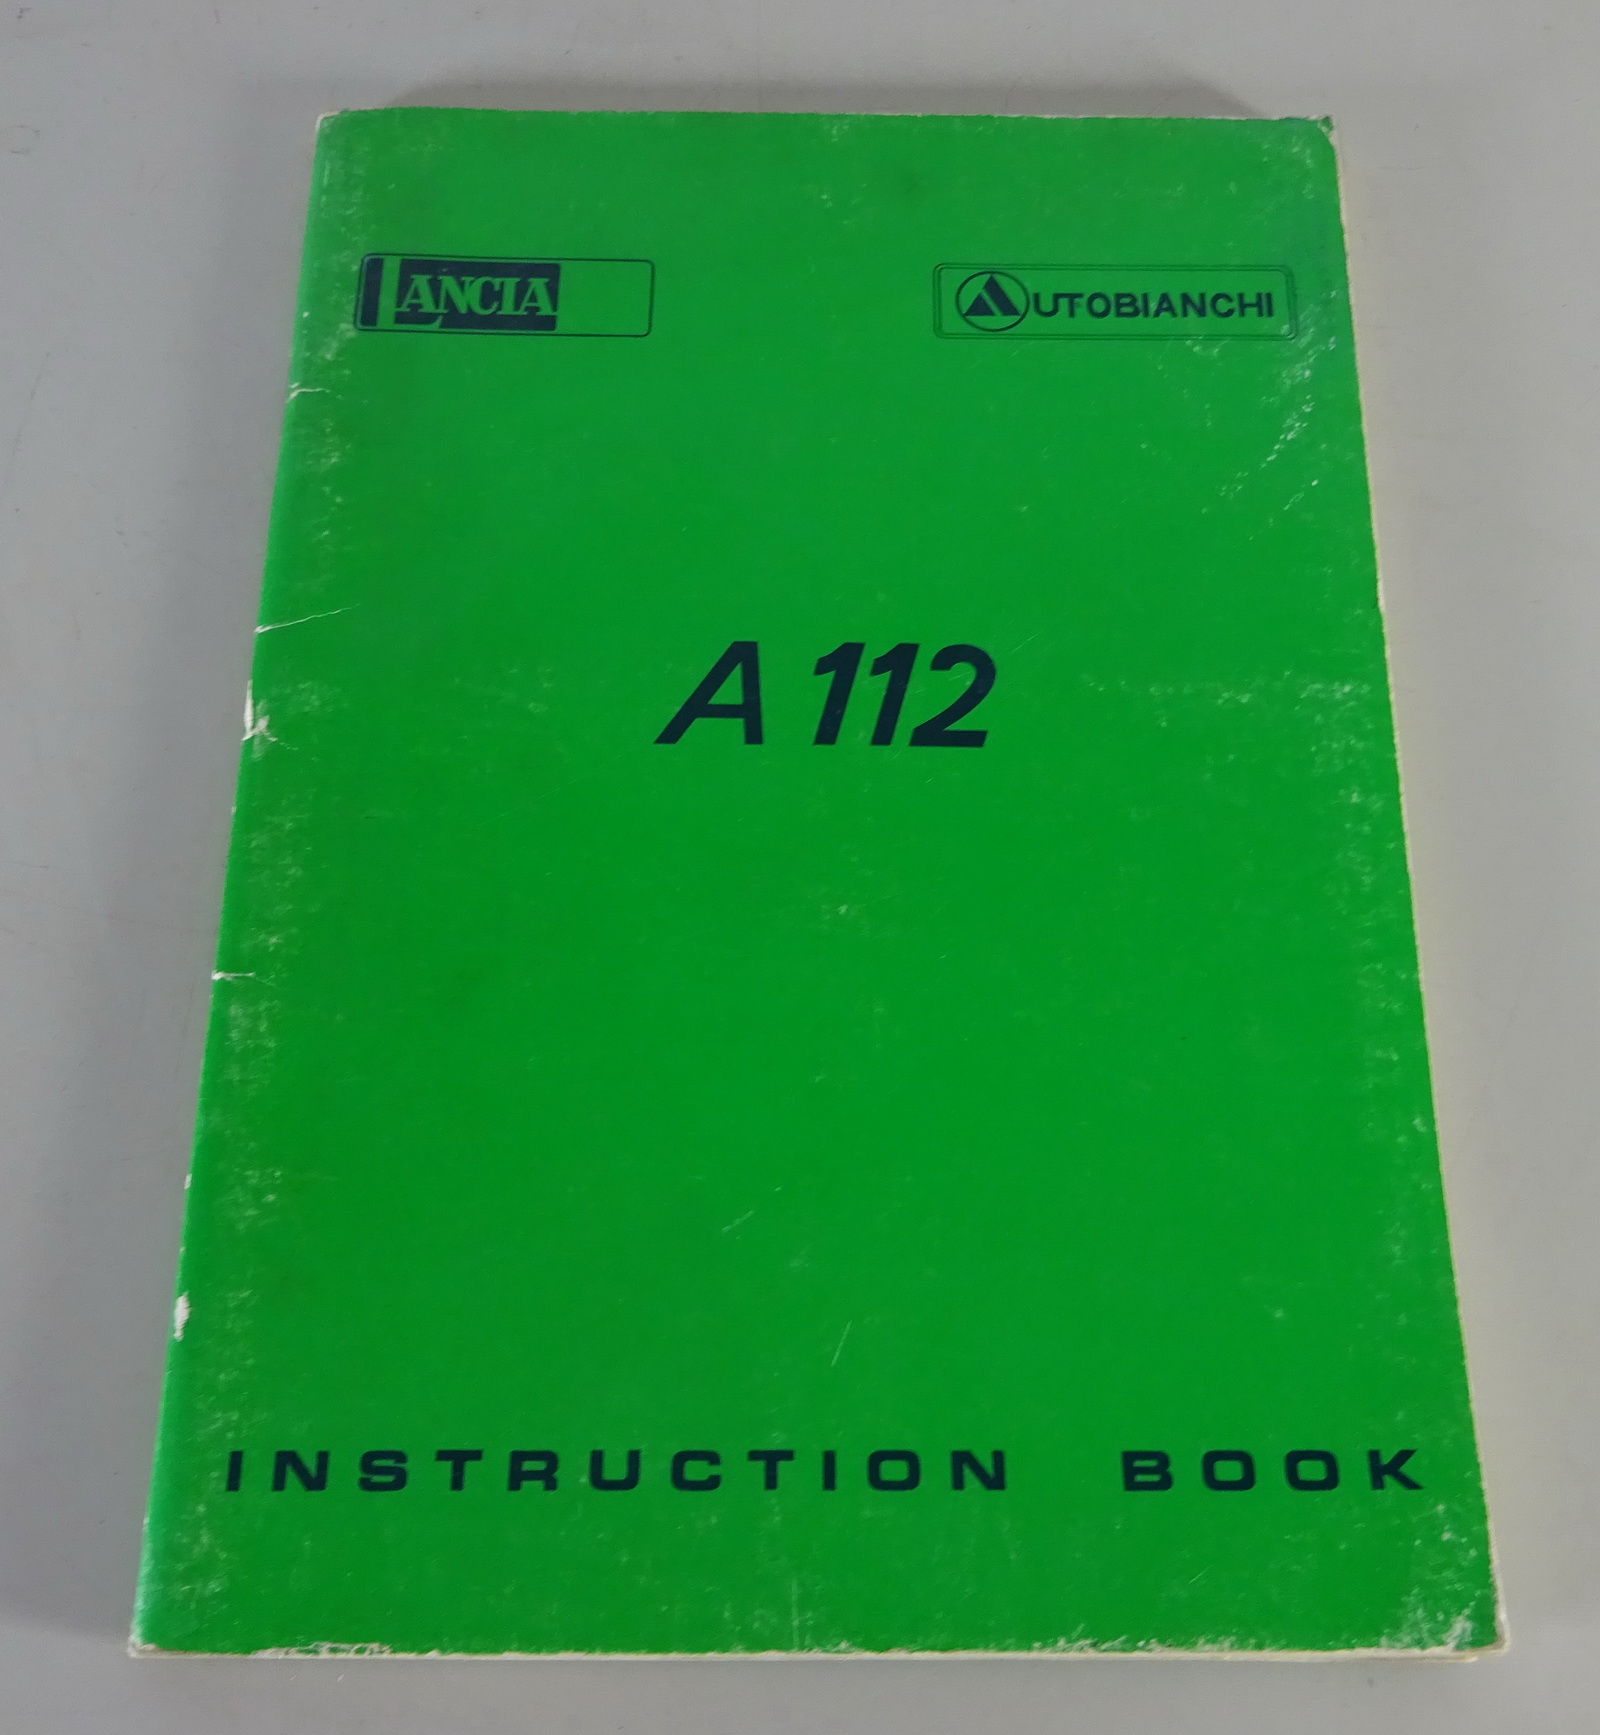 LANCIA
AUTOBIANCHI
A 112
INSTRUCTION BOOK